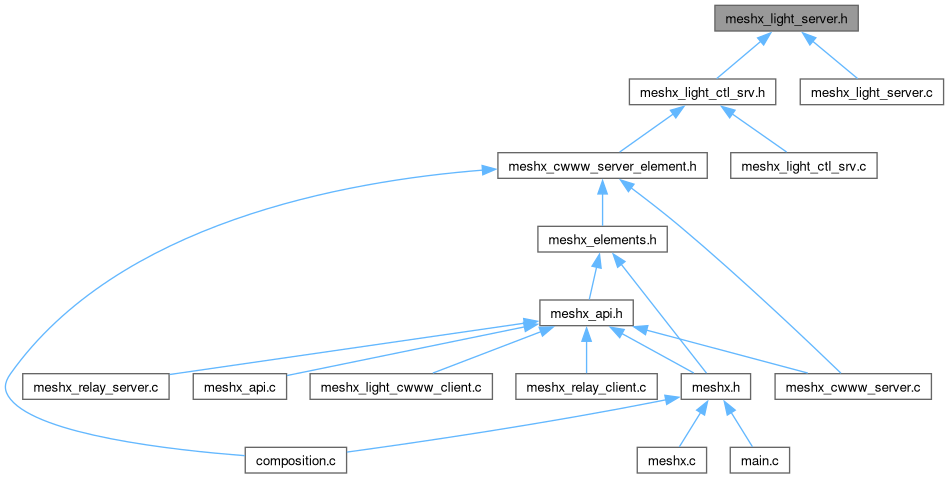 meshx_light_server.h
meshx_light_ctl_srv.h
meshx_light_server.c
meshx_cwww_server_element.h
meshx_light_ctl_srv.c
meshx_elements.h
meshx_api.h
meshx_relay_server.c
meshx_api.c
meshx_light_cwww_client.c
meshx_relay_client.c
meshx.h
meshx_cwww_server.c
composition.c
meshx.c
main.c